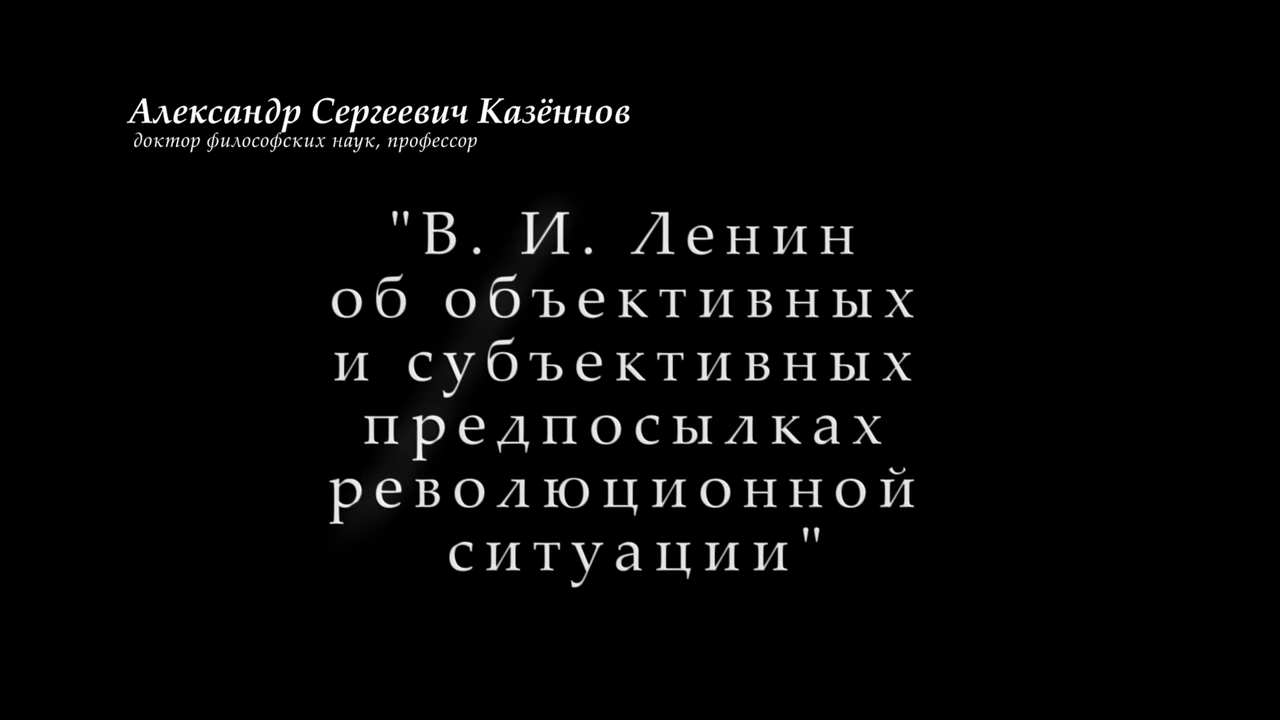 Александр Сергеевич Казённов
доктор философских наук, профессор
"В. И. Ленин
об объективных
и субъективных
предпосылках
революционной
ситуации"